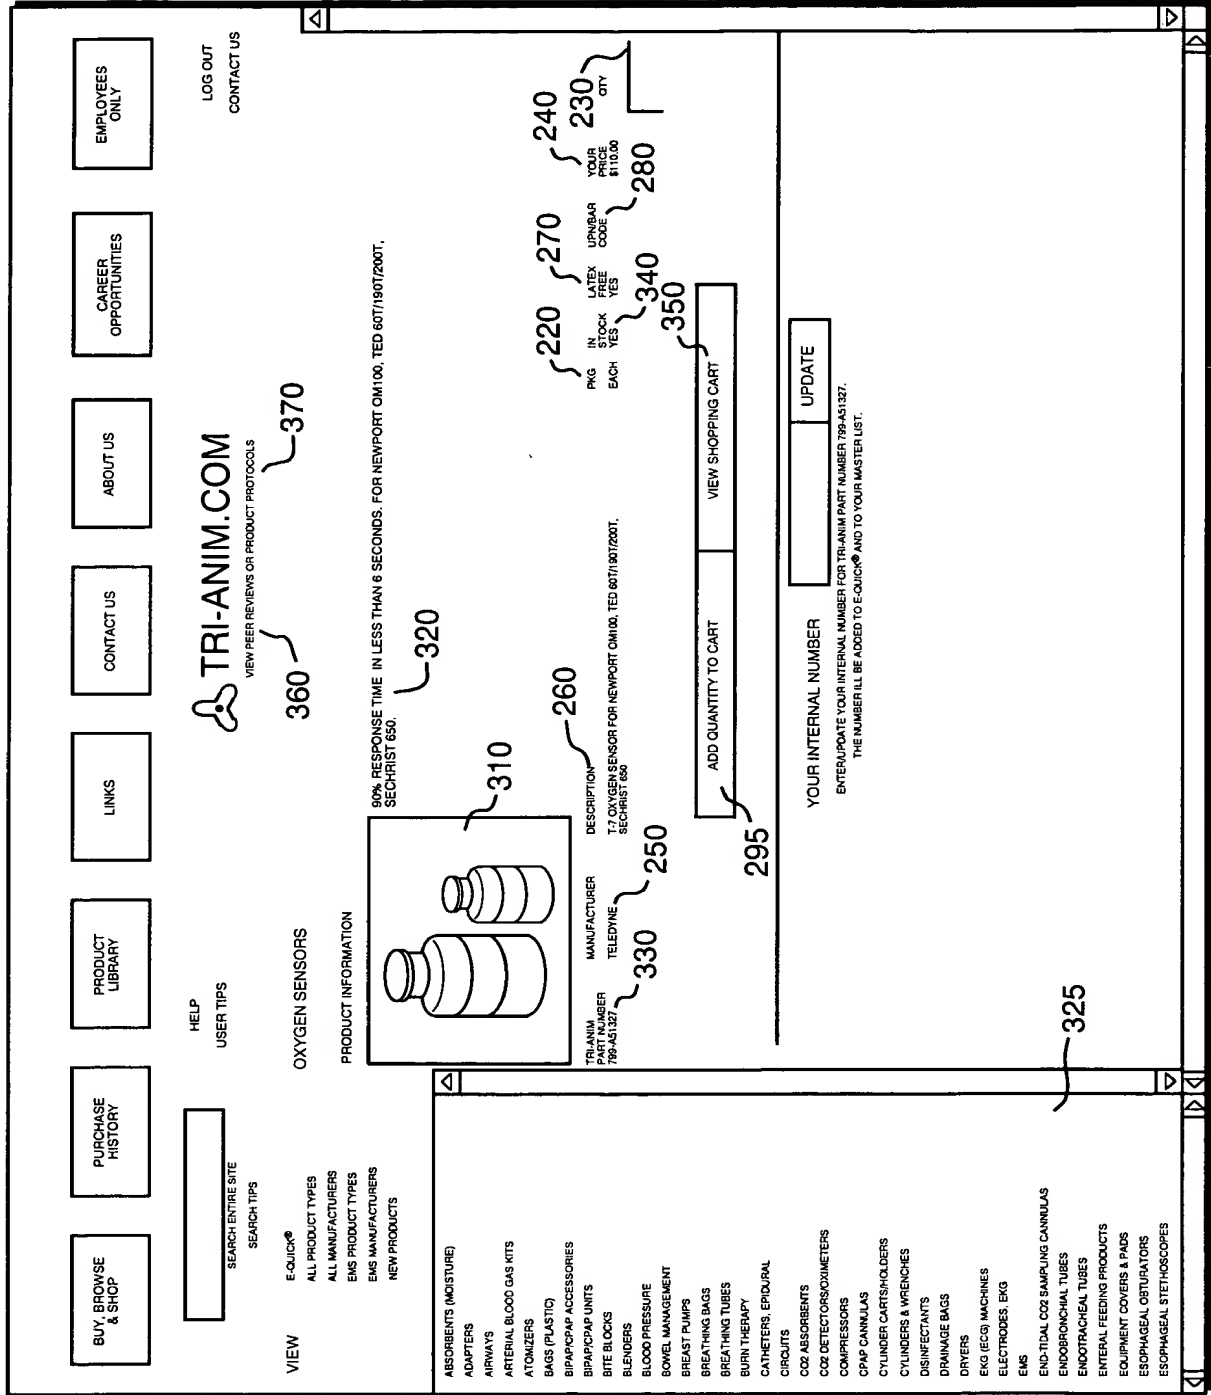 BUY, BROWSE
& SHOP
PURCHASE
HISTORY
PRODUCT
LIBRARY
LINKS
CONTACT US
ABOUT US
CAREER
OPPORTUNITIES
EMPLOYEES
ONLY
SEARCH ENTIRE SITE
SEARCH TIPS
HELP
USER TIPS
TRI-ANIM.COM
VIEW PEER REVIEWS OR PRODUCT PROTOCOLS
360
370
LOG OUT
CONTACT US
VIEW
E-QUICK®
ALL PRODUCT TYPES
ALL MANUFACTURERS
EMS PRODUCT TYPES
EMS MANUFACTURERS
NEW PRODUCTS
ABSORBENTS (MOISTURE)
ADAPTERS
AIRWAYS
ARTERIAL BLOOD GAS KITS
ATOMIZERS
BAGS (PLASTIC)
BIPAP/CPAP ACCESSORIES
BIPAP/CPAP UNITS
BITE BLOCKS
BLENDERS
BLOOD PRESSURE
BOWEL MANAGEMENT
BREAST PUMPS
BREATHING BAGS
BREATHING TUBES
BURN THERAPY
CATHETERS, EPIDURAL
CIRCUITS
CO2 ABSORBENTS
CO2 DETECTORS/OXIMETERS
COMPRESSORS
CPAP CANNULAS
CYLINDER CARTS/HOLDERS
CYLINDERS & WRENCHES
DISINFECTANTS
DRAINAGE BAGS
DRYERS
EKG (ECG) MACHINES
ELECTRODES, EKG
EMS
END-TIDAL CO2 SAMPLING CANNULAS
ENDOBRONCHIAL TUBES
ENDOTRACHEAL TUBES
ENTERAL FEEDING PRODUCTS
EQUIPMENT COVERS & PADS
ESOPHAGEAL OBTURATORS
ESOPHAGEAL STETHOSCOPES
325
OXYGEN SENSORS
PRODUCT INFORMATION
90% RESPONSE TIME IN LESS THAN 6 SECONDS. FOR NEWPORT OM100, TED 60T/190T/200T,
SECHRIST 650.
320
310
TRI-ANIM
PART NUMBER
799-A51327
330
MANUFACTURER
TELEDYNE
250
DESCRIPTION
260
T-7 OXYGEN SENSOR FOR NEWPORT OM100, TED 60T/190T/200T,
SECHRIST 650
PKG
EACH
220
IN
STOCK
YES
340
LATEX
FREE
YES
270
UPN/BAR
CODE
280
YOUR
PRICE
$110.00
240
QTY
230
ADD QUANTITY TO CART
295
VIEW SHOPPING CART
350
YOUR INTERNAL NUMBER
UPDATE
ENTER/UPDATE YOUR INTERNAL NUMBER FOR TRI-ANIM PART NUMBER 799-A51327.
THE NUMBER ILL BE ADDED TO E-QUICK® AND TO YOUR MASTER LIST.